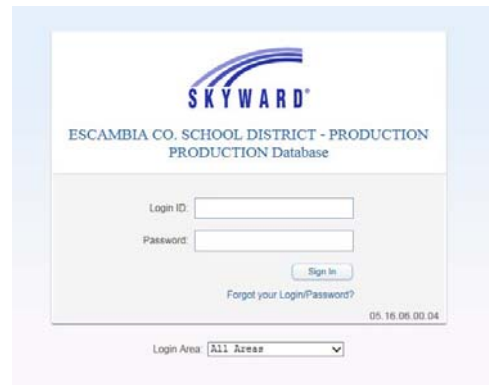 SKYWARD®
ESCAMBIA CO. SCHOOL DISTRICT - PRODUCTION
PRODUCTION Database
Login ID:
Password:
Sign In
Forgot your Login/Password?
05.16.06.00.04
Login Area: All Areas